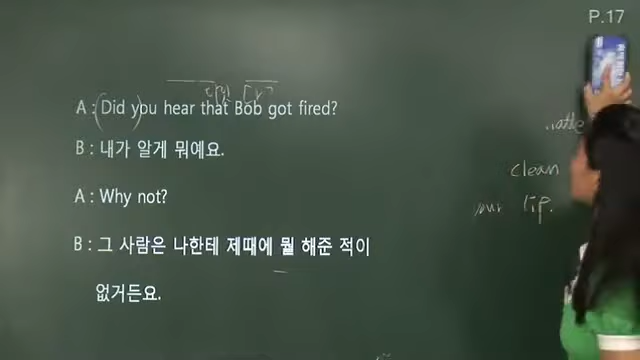 P.17
A : Did you hear that Bob got fired?
B : 내가 알게 뭐예요.
A : Why not?
B : 그 사람은 나한테 제때에 뭘 해준 적이
없거든요.
clean
lip.